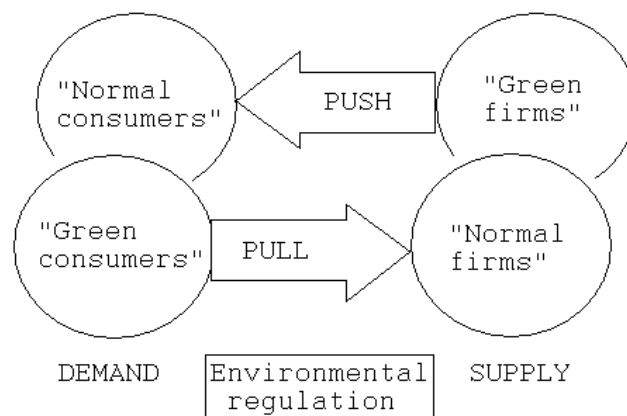 "Normal
consumers"
PUSH
"Green
firms"
"Green
consumers"
PULL
"Normal
firms"
DEMAND
Environmental
regulation
SUPPLY